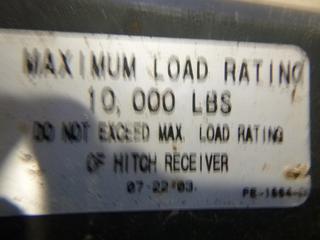 MAXIMUM LOAD RATING
10,000 LBS
DO NOT EXCEED MAX. LOAD RATING
OF HITCH RECEIVER
07-22-03